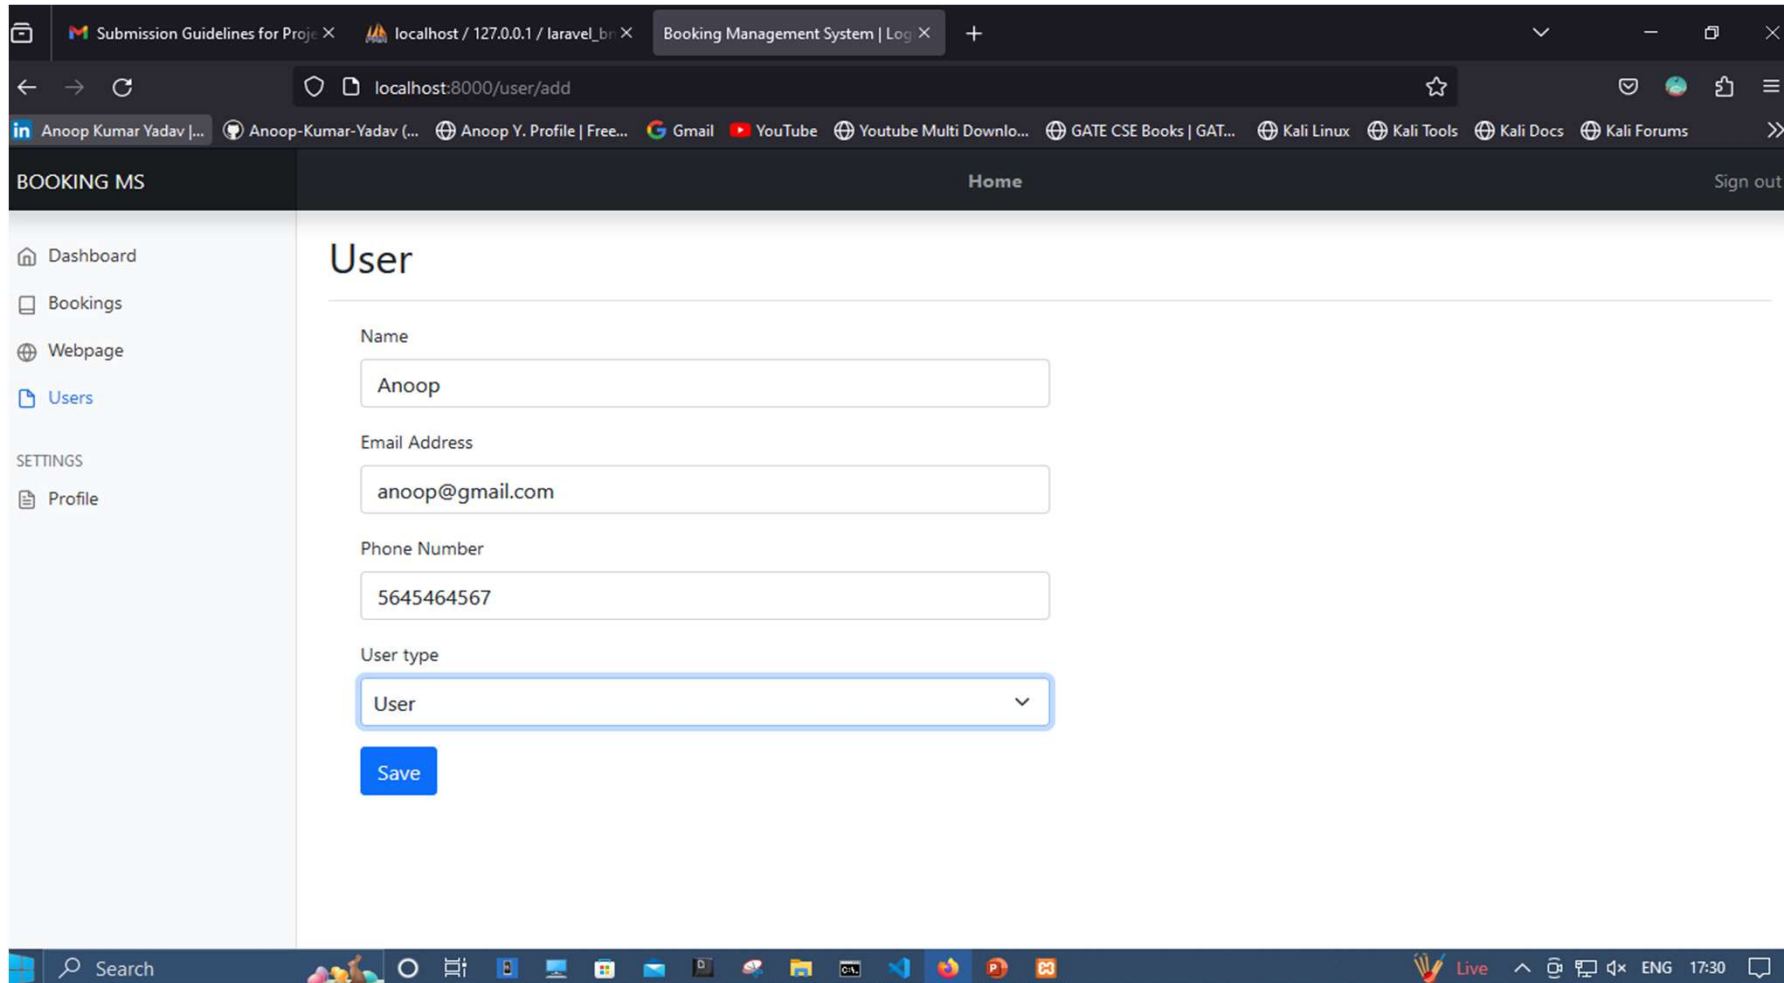 Submission Guidelines for Proje
localhost / 127.0.0.1 / laravel_bn
Booking Management System | Log
localhost:8000/user/add
in Anoop Kumar Yadav |...
Anoop-Kumar-Yadav (...
Anoop Y. Profile | Free...
Gmail
YouTube
Youtube Multi Downlo...
GATE CSE Books | GAT...
Kali Linux
Kali Tools
Kali Docs
Kali Forums
BOOKING MS
Home
Sign out
Dashboard
Bookings
Webpage
Users
SETTINGS
Profile
User
Name
Anoop
Email Address
anoop@gmail.com
Phone Number
5645464567
User type
User
Save
Search
Live
ENG
17:30